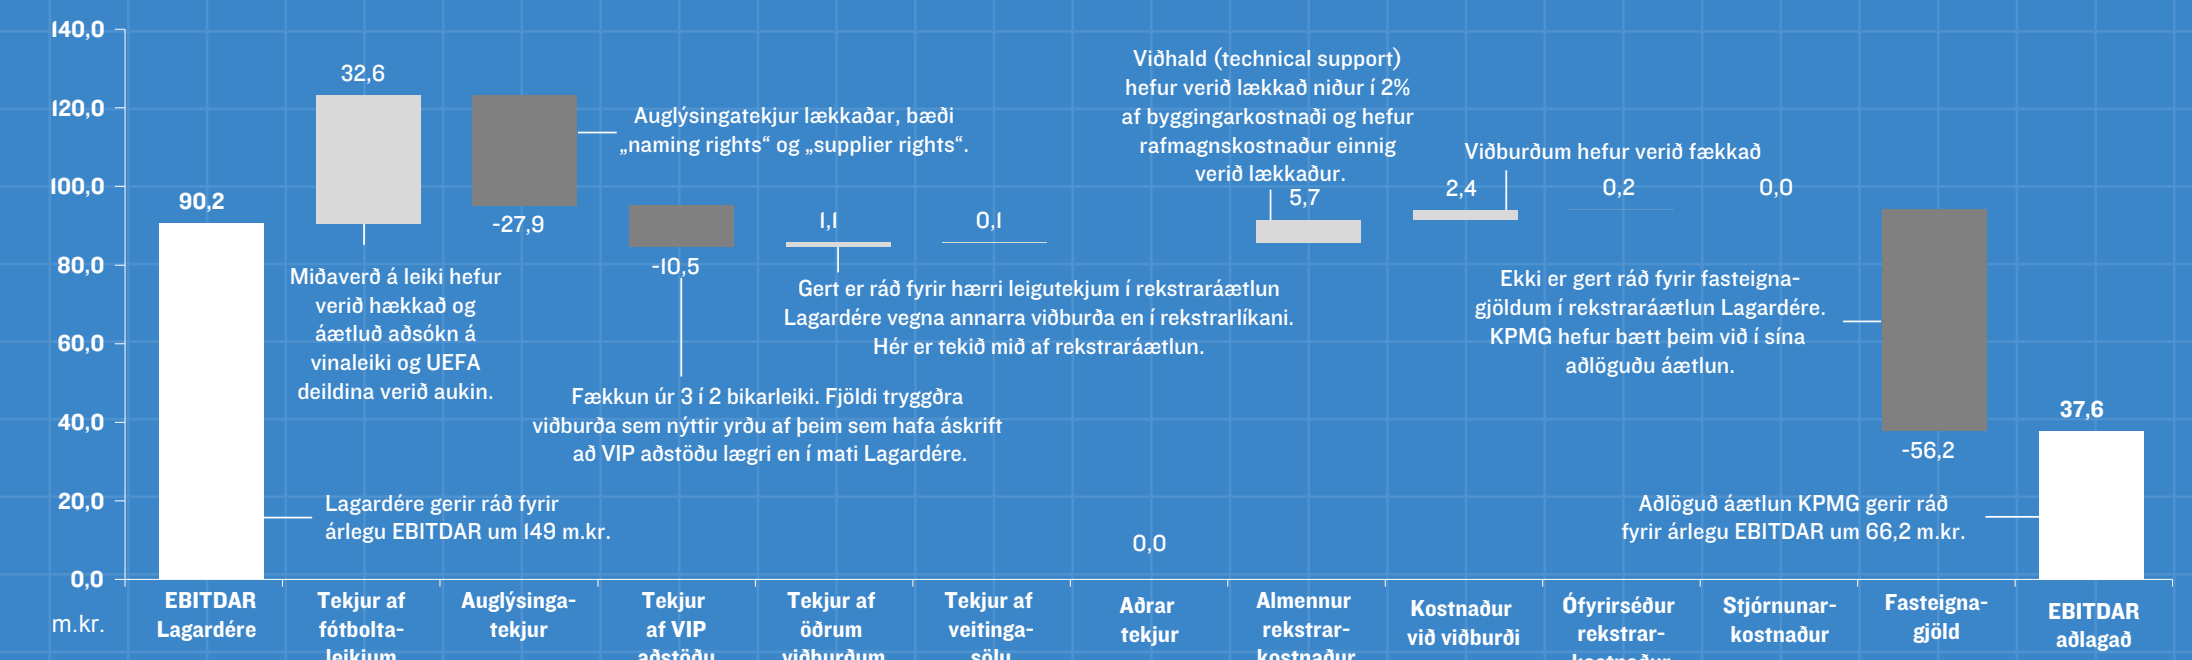 140,0
120,0
100,0
80,0
60,0
40,0
20,0
0,0
m.kr.
90,2
32,6
-27,9
-10,5
1,1
0,1
0,0
5,7
2,4
0,2
0,0
-56,2
37,6
Lagardére gerir ráð fyrir
árlegu EBITDAR um 149 m.kr.
Miðaverð á leiki hefur
verið hækkað og
áætluð aðsókn á
vinaleiki og UEFA
deildina verið aukin.
Auglýsingatekjur lækkaðar, bæði
„naming rights“ og „supplier rights“.
Fækkun úr 3 í 2 bikarleiki. Fjöldi tryggðra
viðburða sem nýttir yrðu af þeim sem hafa áskrift
að VIP aðstöðu lægri en í mati Lagardére.
Gert er ráð fyrir hærri leigutekjum í rekstraráætlun
Lagardére vegna annarra viðburða en í rekstrarlíkani.
Hér er tekið mið af rekstraráætlun.
Viðhald (technical support)
hefur verið lækkað niður í 2%
af byggingarkostnaði og hefur
rafmagnskostnaður einnig
verið lækkaður.
Viðburðum hefur verið fækkað
Ekki er gert ráð fyrir fasteigna-
gjöldum í rekstraráætlun Lagardére.
KPMG hefur bætt þeim við í sína
aðlöguðu áætlun.
Aðlöguð áætlun KPMG gerir ráð
fyrir árlegu EBITDAR um 66,2 m.kr.
EBITDAR
Lagardére
Tekjur af
fótbolta-
leikjum
Auglýsinga-
tekjur
Tekjur
af VIP
aðstöðu
Tekjur af
öðrum
viðburðum
Tekjur af
veitinga-
sölu
Aðrar
tekjur
Almennur
rekstrar-
kostnaður
Kostnaður
við viðburði
Ófyrirséður
rekstrar-
kostnaður
Stjórnunar-
kostnaður
Fasteigna-
gjöld
EBITDAR
aðlagað